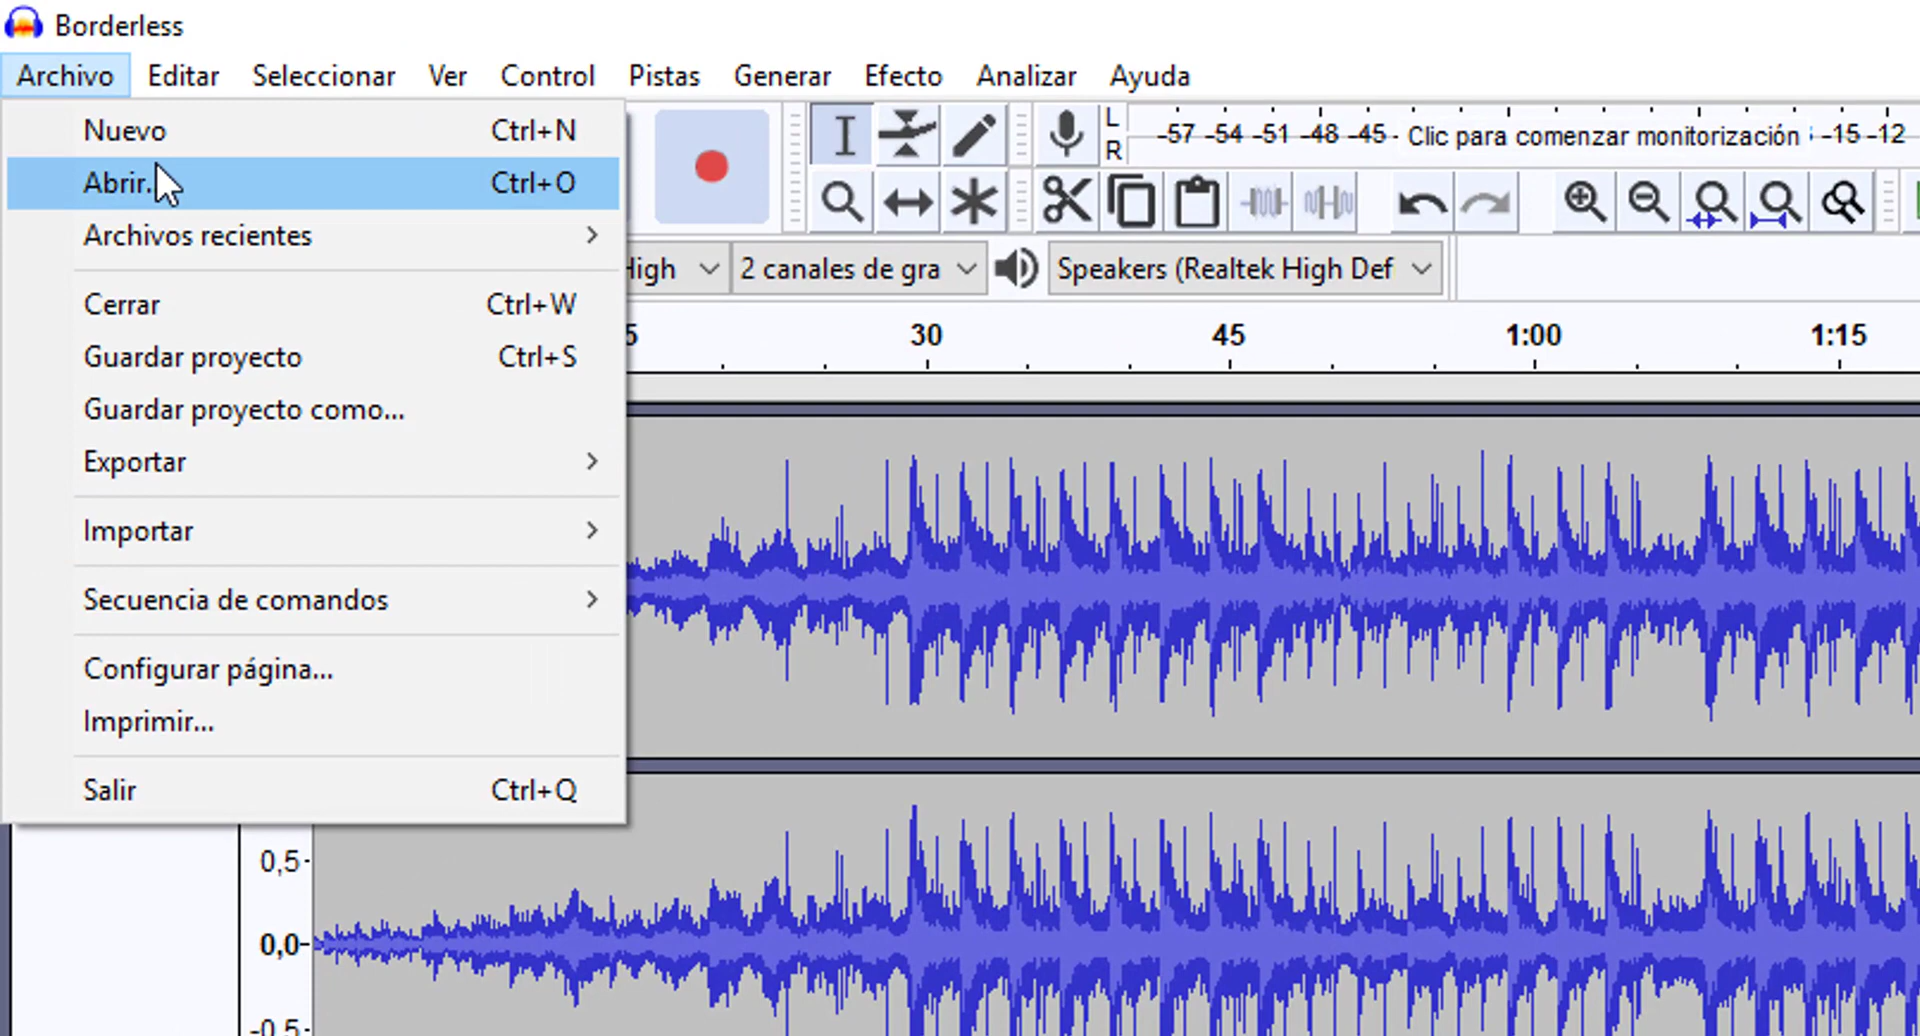 Borderless
Archivo Editar Seleccionar Ver Control Pistas Generar Efecto Analizar Ayuda
Nuevo Ctrl+N
Abrir... Ctrl+O
Archivos recientes
Cerrar Ctrl+W
Guardar proyecto Ctrl+S
Guardar proyecto como...
Exportar
Importar
Secuencia de comandos
Configurar página...
Imprimir...
Salir Ctrl+Q
L
R
-57 -54 -51 -48 -45 Clic para comenzar monitorización -15 -12
High 2 canales de gra Speakers (Realtek High Def
5 30 45 1:00 1:15
0,5
0,0
-0,5